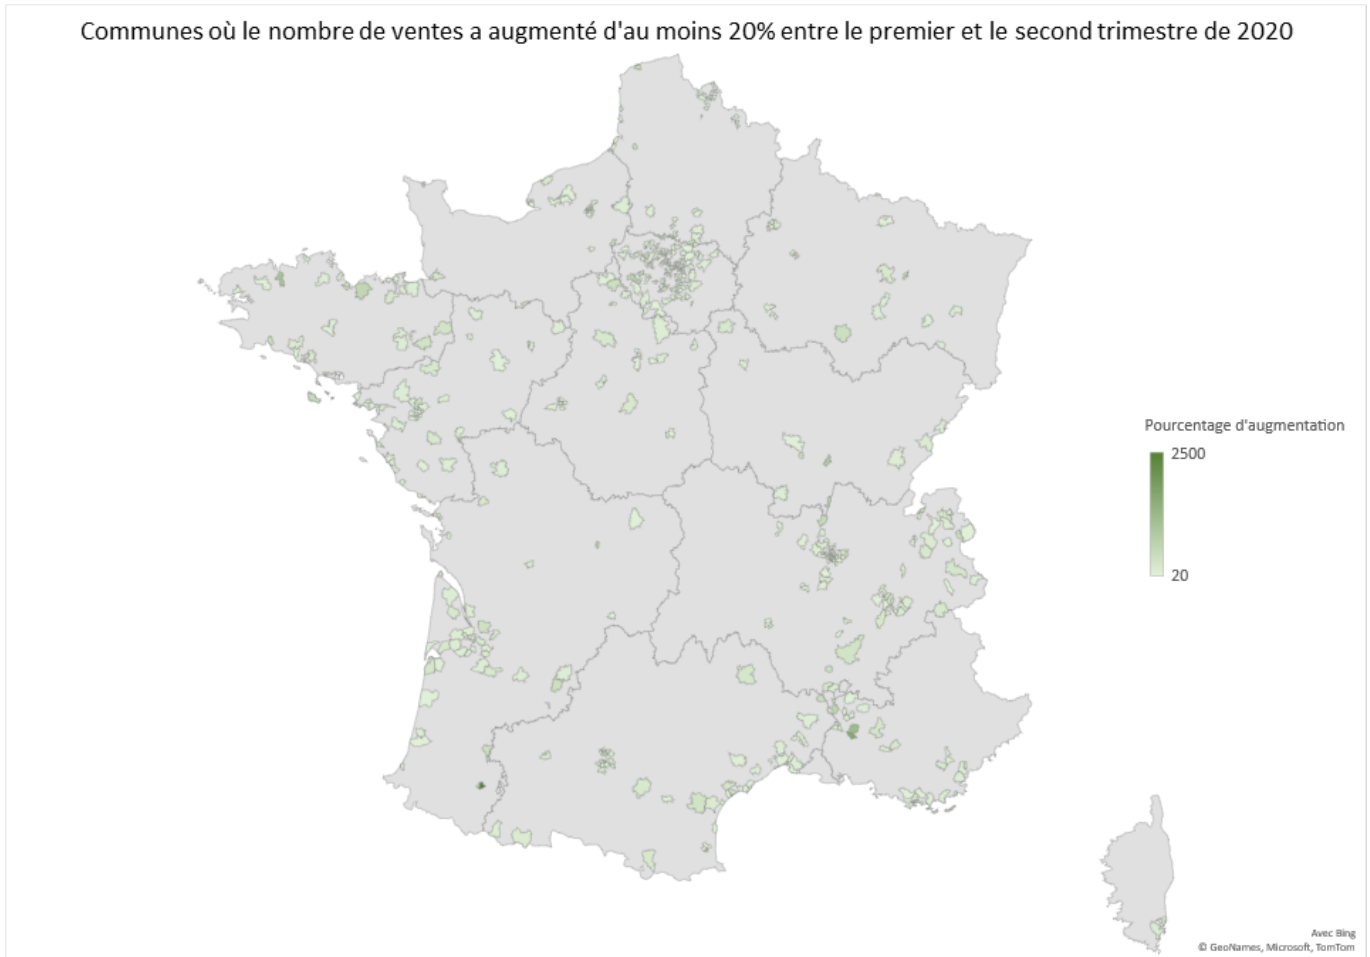 Communes où le nombre de ventes a augmenté d'au moins 20% entre le premier et le second trimestre de 2020
Pourcentage d'augmentation
2500
20
Avec Bing
© GeoNames, Microsoft, TomTom